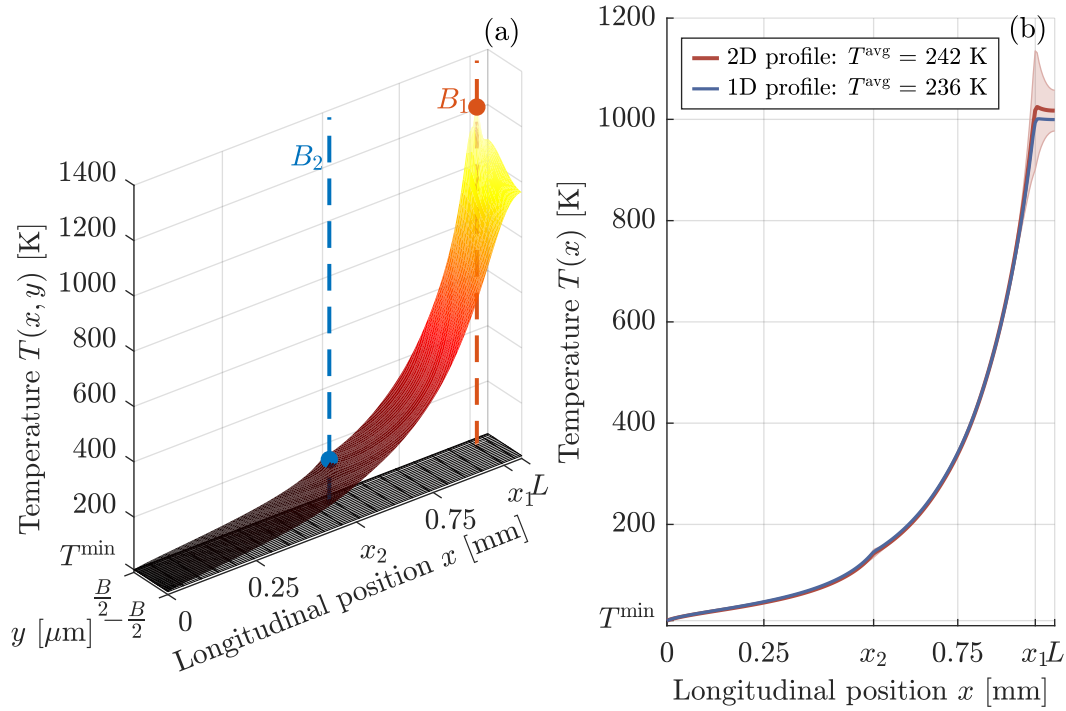 (a)
B₁
B₂
1400
1200
1000
800
600
400
200
Tᵐⁱⁿ
Temperature T(x, y) [K]
B/2
−B/2
y [μm]
0
0.25
x₂
0.75
x₁
L
Longitudinal position x [mm]
(b)
2D profile: Tᵃᵛᵍ = 242 K
1D profile: Tᵃᵛᵍ = 236 K
1200
1000
800
600
400
200
Tᵐⁱⁿ
Temperature T(x) [K]
0
0.25
x₂
0.75
x₁
L
Longitudinal position x [mm]